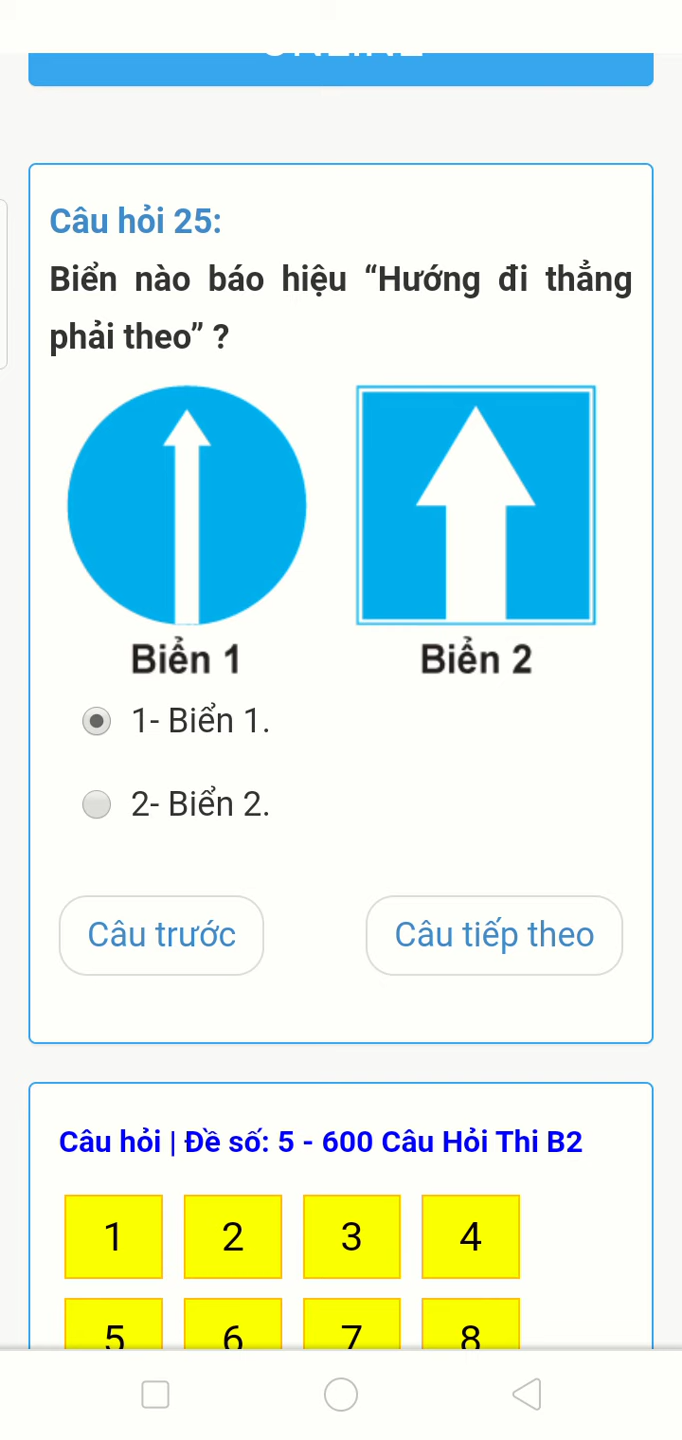 Câu hỏi 25:
Biển nào báo hiệu “Hướng đi thẳng
phải theo” ?
Biển 1
Biển 2
1- Biển 1.
2- Biển 2.
Câu trước
Câu tiếp theo
Câu hỏi | Đề số: 5 - 600 Câu Hỏi Thi B2
1 2 3 4
5 6 7 8